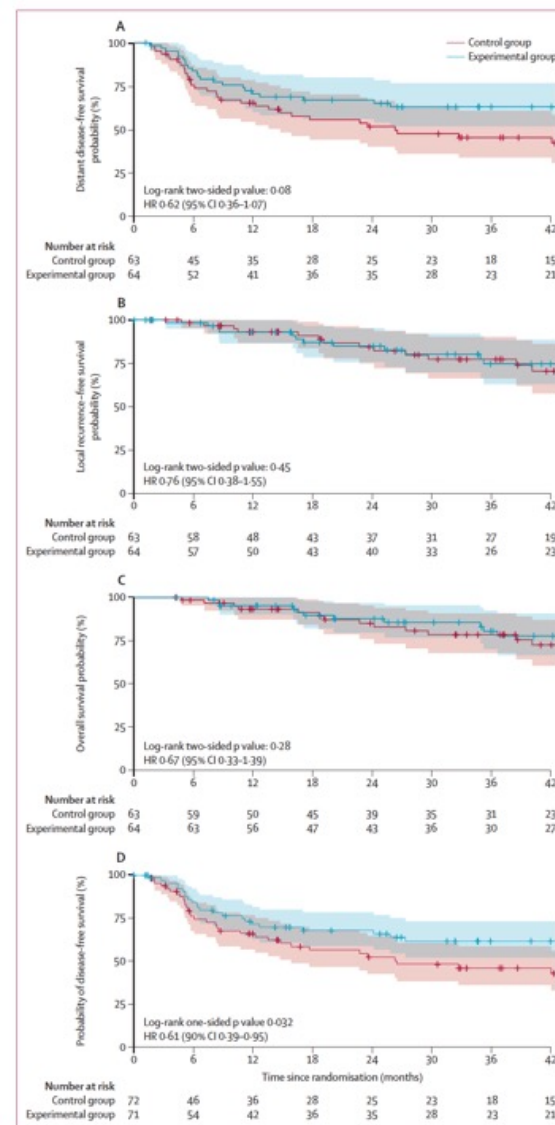 A
Control group
Experimental group
Distant disease-free survival
probability (%)
100
75
50
25
0
Log-rank two-sided p value: 0·08
HR 0·62 (95% CI 0·36–1·07)
0 6 12 18 24 30 36 42
Number at risk
Control group 63 45 35 28 25 23 18 15
Experimental group 64 52 41 36 35 28 23 21
B
Local recurrence-free survival
probability (%)
100
75
50
25
0
Log-rank two-sided p value: 0·45
HR 0·76 (95% CI 0·38–1·55)
0 6 12 18 24 30 36 42
Number at risk
Control group 63 58 48 43 37 31 27 19
Experimental group 64 57 50 43 40 33 26 23
C
Overall survival probability (%)
100
75
50
25
0
Log-rank two-sided p value: 0·28
HR 0·67 (95% CI 0·33–1·39)
0 6 12 18 24 30 36 42
Number at risk
Control group 63 59 50 45 39 35 31 23
Experimental group 64 63 56 47 43 36 30 27
D
Probability of disease-free survival (%)
100
75
50
25
0
Log-rank one-sided p value 0·032
HR 0·61 (90% CI 0·39–0·95)
0 6 12 18 24 30 36 42
Time since randomisation (months)
Number at risk
Control group 72 46 36 28 25 23 18 15
Experimental group 71 54 42 36 35 28 23 21